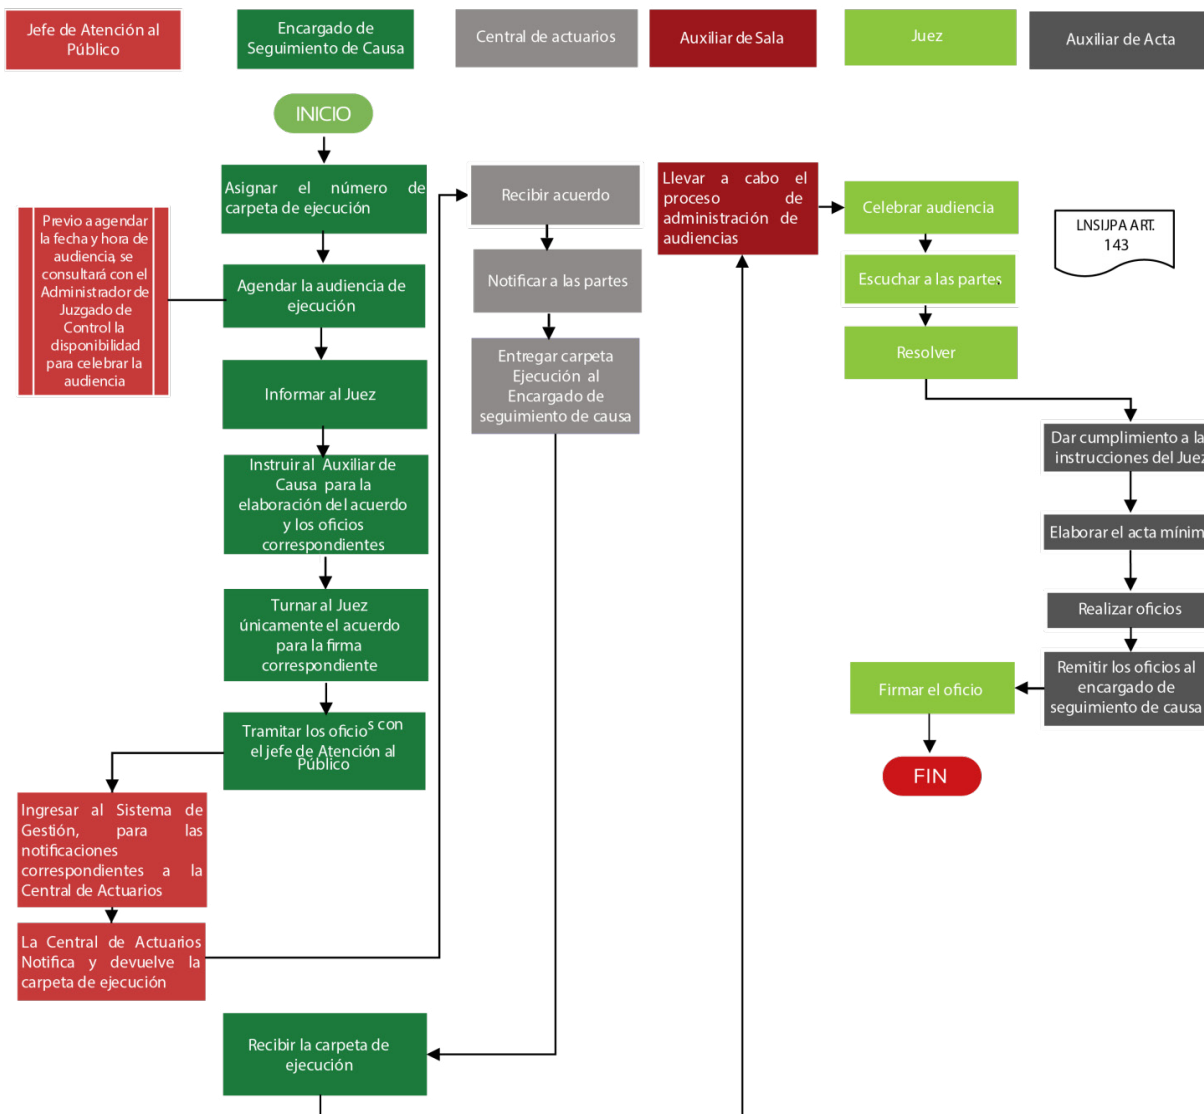 Jefe de Atención al
Público
Encargado de
Seguimiento de Causa
Central de actuarios
Auxiliar de Sala
Juez
Auxiliar de Acta
INICIO
Asignar el número de
carpeta de ejecución
Previo a agendar
la fecha y hora de
audiencia, se
consultará con el
Administrador de
Juzgado de
Control la
disponibilidad
para celebrar la
audiencia
Agendar la audiencia de
ejecución
Informar al Juez
Instruir al Auxiliar de
Causa para la
elaboración del acuerdo
y los oficios
correspondientes
Turnar al Juez
únicamente el acuerdo
para la firma
correspondiente
Tramitar los oficios con
el jefe de Atención al
Público
Ingresar al Sistema de
Gestión, para las
notificaciones
correspondientes a la
Central de Actuarios
La Central de Actuarios
Notifica y devuelve la
carpeta de ejecución
Recibir acuerdo
Notificar a las partes
Entregar carpeta
Ejecución al
Encargado de
seguimiento de causa
Recibir la carpeta de
ejecución
Llevar a cabo el
proceso de
administración de
audiencias
Celebrar audiencia
Escuchar a las partes
Resolver
LNSIJPA ART.
143
Dar cumplimiento a la
instrucciones del Juez
Elaborar el acta mínim
Realizar oficios
Remitir los oficios al
encargado de
seguimiento de causa
Firmar el oficio
FIN